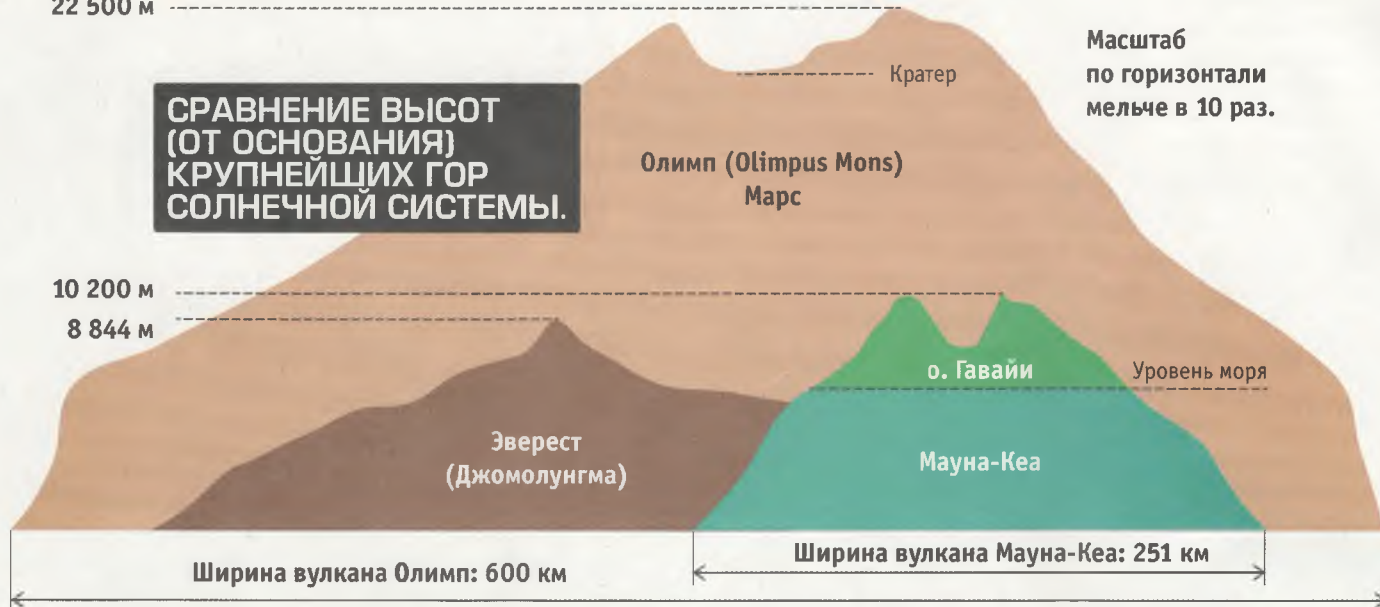 22 500 м
Масштаб
по горизонтали
мельче в 10 раз.
Кратер
СРАВНЕНИЕ ВЫСОТ
(ОТ ОСНОВАНИЯ)
КРУПНЕЙШИХ ГОР
СОЛНЕЧНОЙ СИСТЕМЫ.
Олимп (Olimpus Mons)
Марс
10 200 м
8 844 м
о. Гавайи
Уровень моря
Эверест
(Джомолунгма)
Мауна-Кеа
Ширина вулкана Мауна-Кеа: 251 км
Ширина вулкана Олимп: 600 км